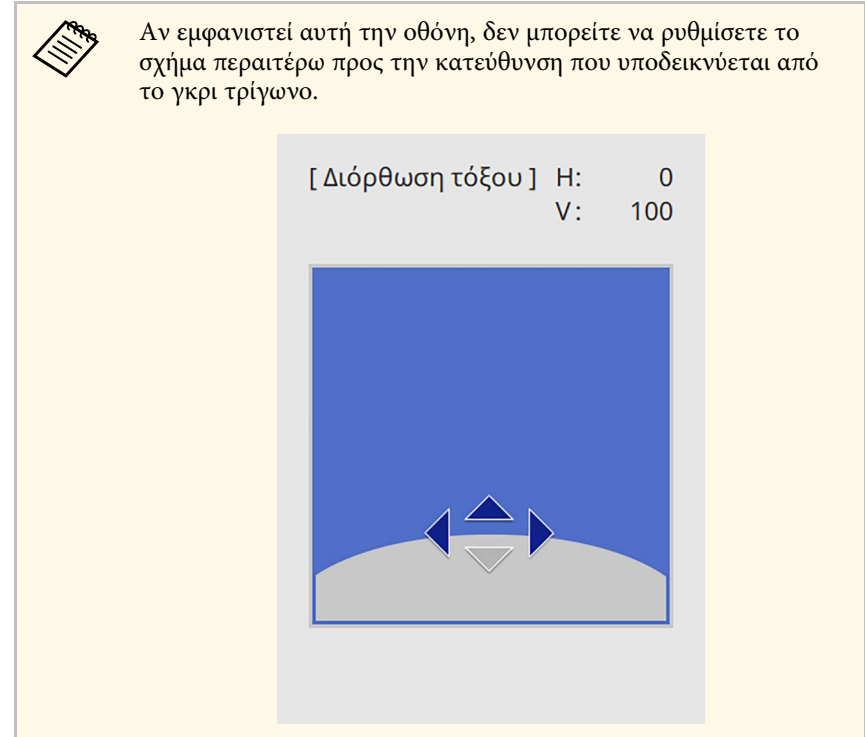 Αν εμφανιστεί αυτή την οθόνη, δεν μπορείτε να ρυθμίσετε το
σχήμα περαιτέρω προς την κατεύθυνση που υποδεικνύεται από
το γκρι τρίγωνο.
[ Διόρθωση τόξου ] H: 0
V: 100